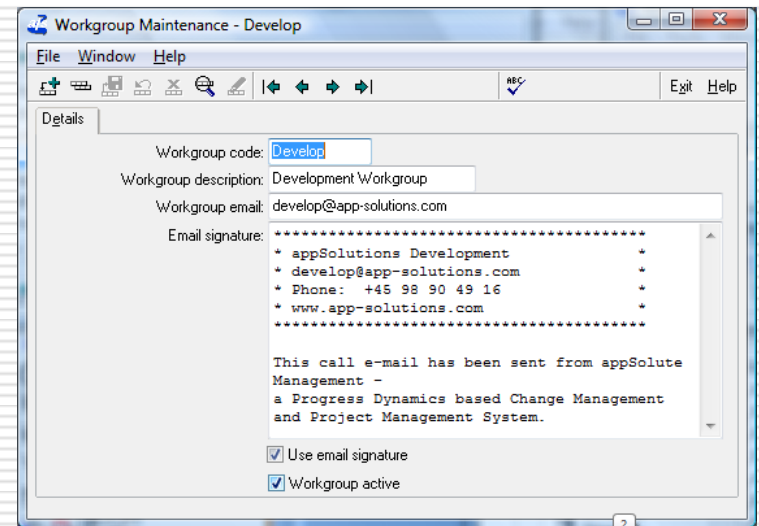 Workgroup Maintenance - Develop
File Window Help
ABC
Exit Help
Details
Workgroup code: Develop
Workgroup description: Development Workgroup
Workgroup email: develop@app-solutions.com
Email signature: *****************************************
* appSolutions Development *
* develop@app-solutions.com *
* Phone: +45 98 90 49 16 *
* www.app-solutions.com *
*****************************************
This call e-mail has been sent from appSolute
Management -
a Progress Dynamics based Change Management
and Project Management System.
Use email signature
Workgroup active
?